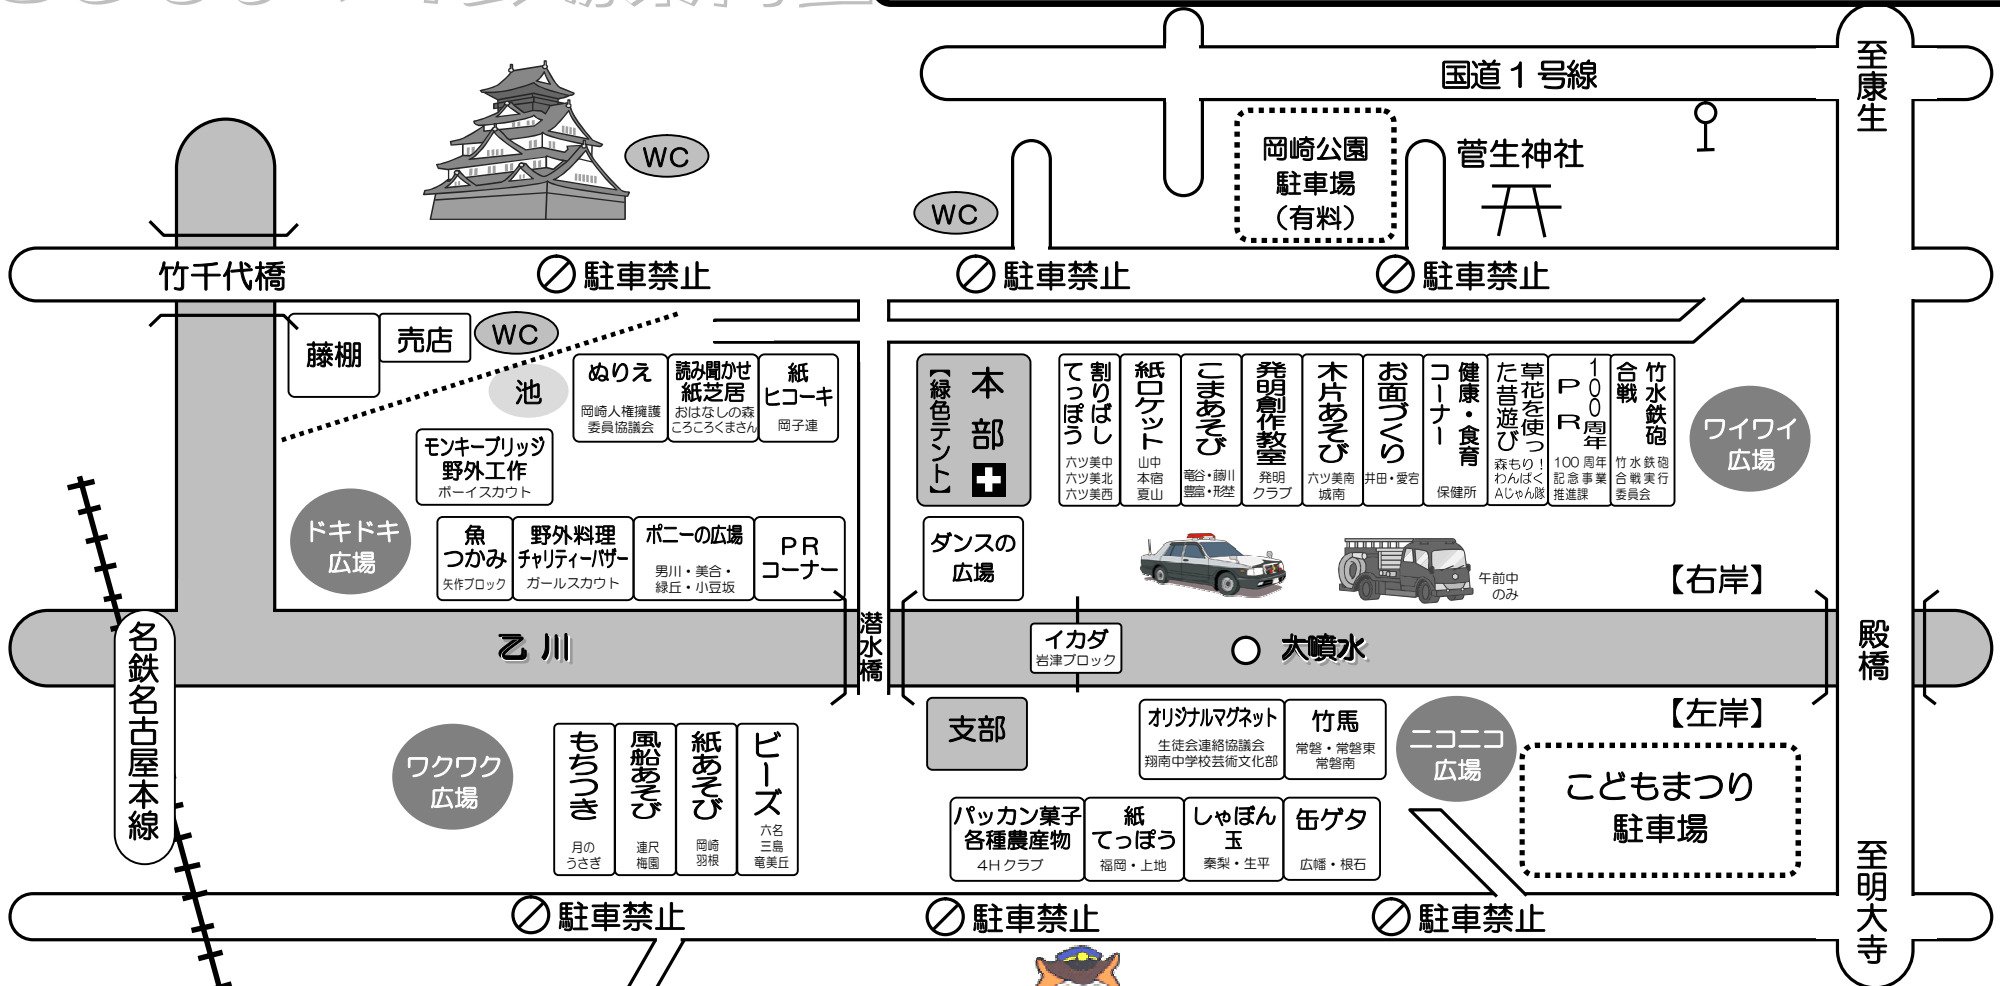 国道１号線
至康生
WC
岡崎公園
駐車場
（有料）
菅生神社
WC
竹千代橋
駐車禁止
駐車禁止
駐車禁止
藤棚
売店
WC
池
ぬりえ
岡崎人権擁護
委員協議会
読み聞かせ
紙芝居
おはなしの森
ころころくまさん
紙
ヒコーキ
岡子連
モンキーブリッジ
野外工作
ボーイスカウト
ドキドキ
広場
魚
つかみ
矢作ブロック
野外料理
チャリティーバザー
ガールスカウト
ポニーの広場
男川・美合・
緑丘・小豆坂
ＰＲ
コーナー
本部
【緑色テント】
割りばし
てっぽう
六ツ美中
六ツ美北
六ツ美西
紙ロケット
山中
本宿
夏山
こまあそび
竜谷・藤川
豊富・形埜
発明創作教室
発明
クラブ
木片あそび
六ツ美南
城南
お面づくり
井田・愛宕
健康・食育
コーナー
保健所
草花を使っ
た昔遊び
森もり！
わんぱく
Aじゃん隊
100周年
ＰＲ
100周年
記念事業
推進課
竹水鉄砲
合戦
竹水鉄砲
合戦実行
委員会
ワイワイ
広場
ダンスの
広場
午前中
のみ
【右岸】
名鉄名古屋本線
乙川
潜水橋
イカダ
岩津ブロック
大噴水
殿橋
【左岸】
ワクワク
広場
もちつき
月の
うさぎ
風船あそび
連尺
梅園
紙あそび
岡崎
羽根
ビーズ
六名
三島
竜美丘
支部
オリジナルマグネット
生徒会連絡協議会
翔南中学校芸術文化部
竹馬
常磐・常磐東
常磐南
ニコニコ
広場
こどもまつり
駐車場
パッカン菓子
各種農産物
4Hクラブ
紙
てっぽう
福岡・上地
しゃぼん
玉
秦梨・生平
缶ゲタ
広幡・根石
至明大寺
駐車禁止
駐車禁止
駐車禁止